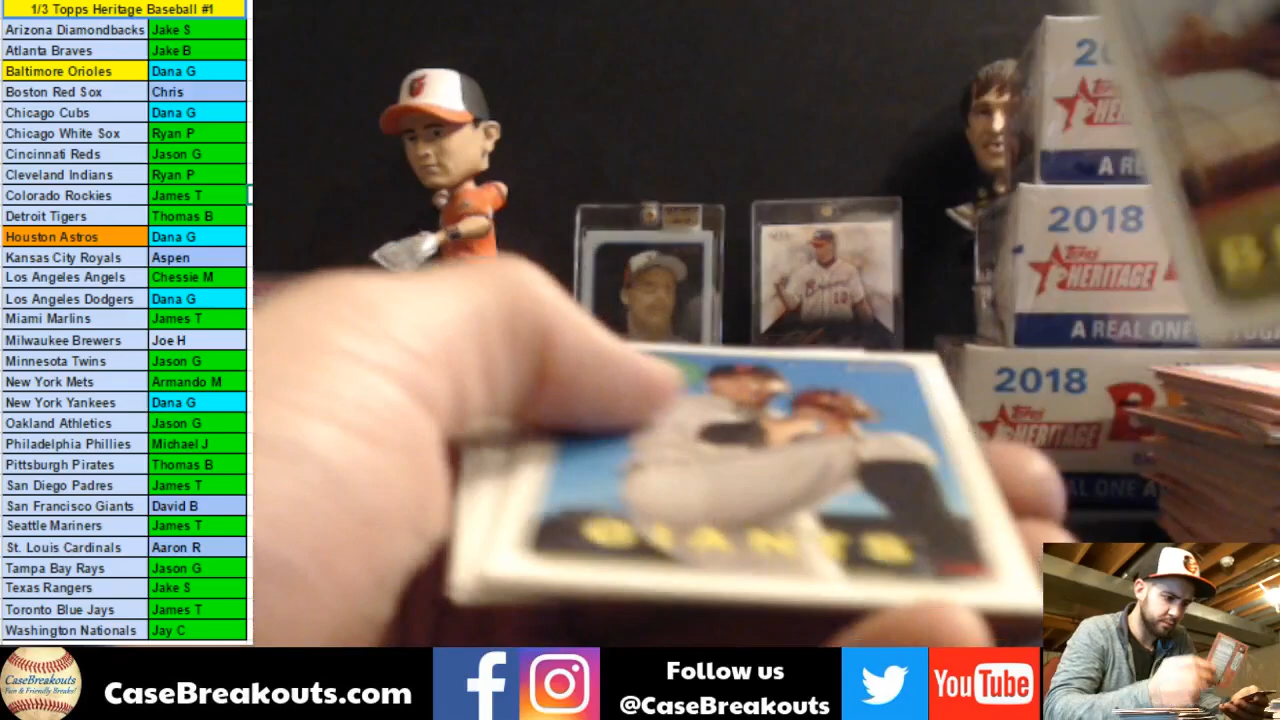 1/3 Topps Heritage Baseball #1
Arizona Diamondbacks Jake S
Atlanta Braves Jake B
Baltimore Orioles Dana G
Boston Red Sox Chris
Chicago Cubs Dana G
Chicago White Sox Ryan P
Cincinnati Reds Jason G
Cleveland Indians Ryan P
Colorado Rockies James T
Detroit Tigers Thomas B
Houston Astros Dana G
Kansas City Royals Aspen
Los Angeles Angels Chessie M
Los Angeles Dodgers Dana G
Miami Marlins James T
Milwaukee Brewers Joe H
Minnesota Twins Jason G
New York Mets Armando M
New York Yankees Dana G
Oakland Athletics Jason G
Philadelphia Phillies Michael J
Pittsburgh Pirates Thomas B
San Diego Padres James T
San Francisco Giants David B
Seattle Mariners James T
St. Louis Cardinals Aaron R
Tampa Bay Rays Jason G
Texas Rangers Jake S
Toronto Blue Jays James T
Washington Nationals Jay C
2018
Topps
HERITAGE
A REAL ONE
2018
Topps
GIANTS
Braves
CaseBreakouts
Fun & Friendly Breaks!
CaseBreakouts.com
Follow us
@CaseBreakouts
YouTube